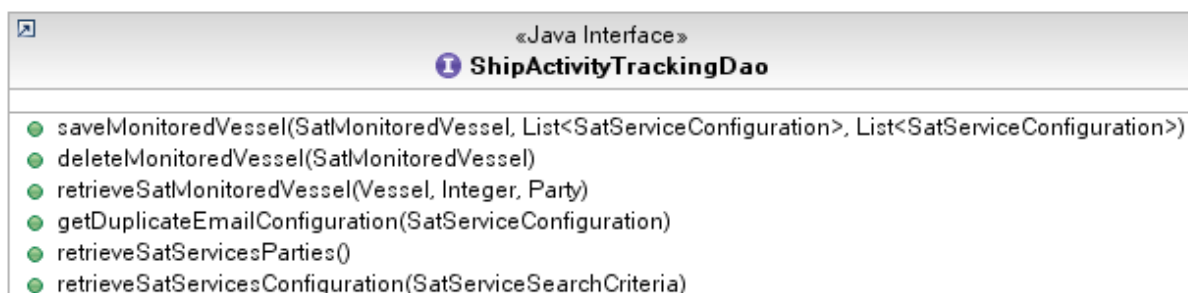 «Java Interface»
I ShipActivityTrackingDao
saveMonitoredVessel(SatMonitoredVessel, List<SatServiceConfiguration>, List<SatServiceConfiguration>)
deleteMonitoredVessel(SatMonitoredVessel)
retrieveSatMonitoredVessel(Vessel, Integer, Party)
getDuplicateEmailConfiguration(SatServiceConfiguration)
retrieveSatServicesParties()
retrieveSatServicesConfiguration(SatServiceSearchCriteria)